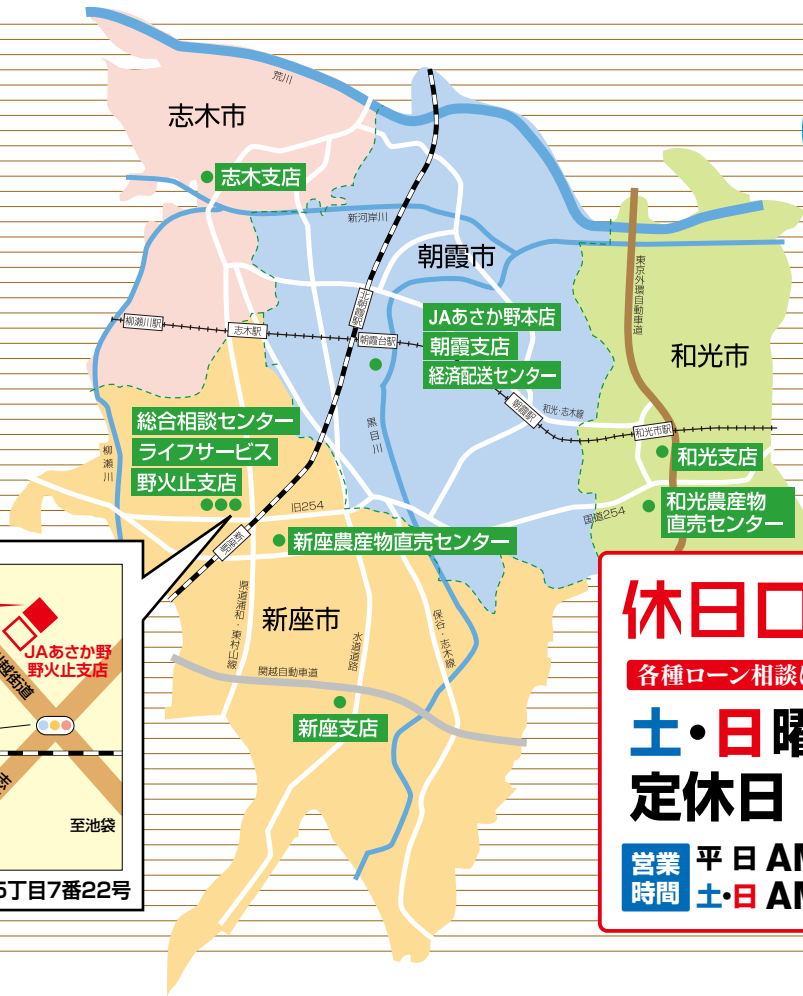 荒川
志木市
志木支店
新河岸川
朝霞市
和光市
東京外環自動車道
北朝霞駅
柳瀬川駅
志木駅
朝霞台駅
JAあさか野本店
朝霞支店
経済配送センター
朝霞駅
和光・志木線
和光市駅
黒目川
柳瀬川
総合相談センター
ライフサービス
野火止支店
和光支店
和光農産物
直売センター
旧254
国道254
新座駅
新座農産物直売センター
新座市
県道浦和・東村山線
水道道路
保谷・志木線
関越自動車道
新座支店
JAあさか野
野火止支店
越街道
至池袋
5丁目7番22号
休日ロ
各種ローン相談
土・日曜
定休日
営業
時間
平日AM
土・日AM